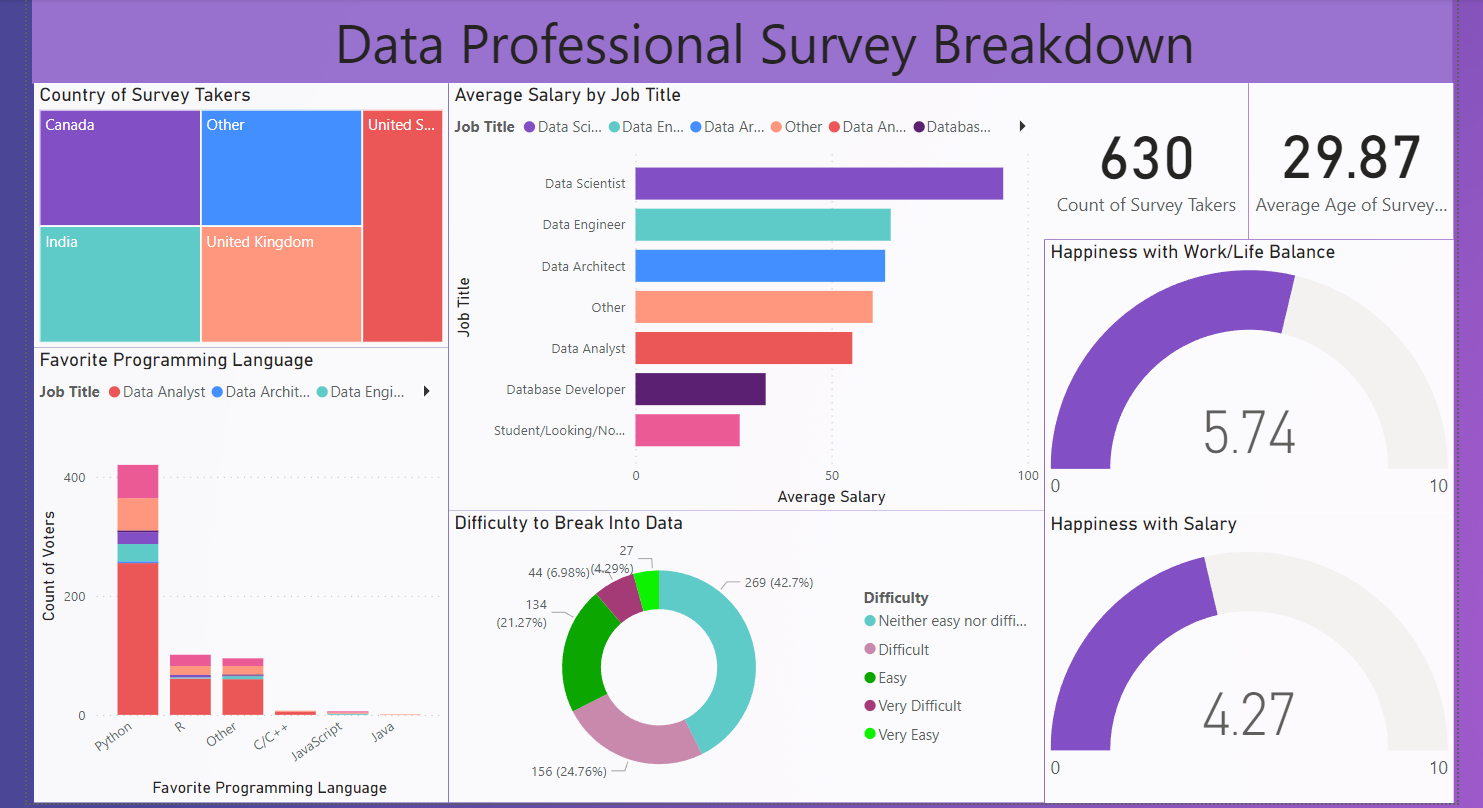 Data Professional Survey Breakdown
Country of Survey Takers
Canada
Other
United S...
India
United Kingdom
Average Salary by Job Title
Job Title Data Sci... Data En... Data Ar... Other Data An... Databas...
Job Title
Data Scientist
Data Engineer
Data Architect
Other
Data Analyst
Database Developer
Student/Looking/No...
0 50 100
Average Salary
630
Count of Survey Takers
29.87
Average Age of Survey...
Happiness with Work/Life Balance
5.74
0 10
Favorite Programming Language
Job Title Data Analyst Data Archit... Data Engi...
Count of Voters
400
200
0
Python R Other C/C++ JavaScript Java
Favorite Programming Language
Difficulty to Break Into Data
27
(4.29%)
44 (6.98%)
269 (42.7%)
134
(21.27%)
156 (24.76%)
Difficulty
Neither easy nor diffi...
Difficult
Easy
Very Difficult
Very Easy
Happiness with Salary
4.27
0 10